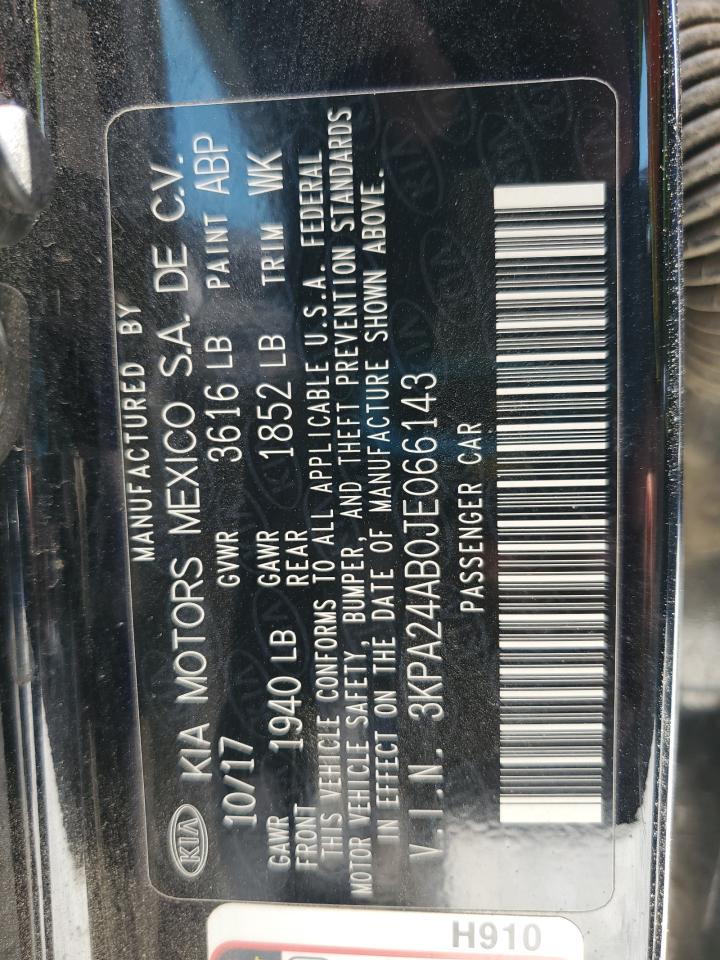 MANUFACTURED BY
KIA KIA MOTORS MEXICO S.A. DE C.V.
10/17 GVWR 3616 LB PAINT ABP
GAWR FRONT 1940 LB GAWR REAR 1852 LB TRIM WK
THIS VEHICLE CONFORMS TO ALL APPLICABLE U.S.A. FEDERAL
MOTOR VEHICLE SAFETY, BUMPER, AND THEFT PREVENTION STANDARDS
IN EFFECT ON THE DATE OF MANUFACTURE SHOWN ABOVE.
V.I.N. 3KPA24AB0JE066143
PASSENGER CAR
H910